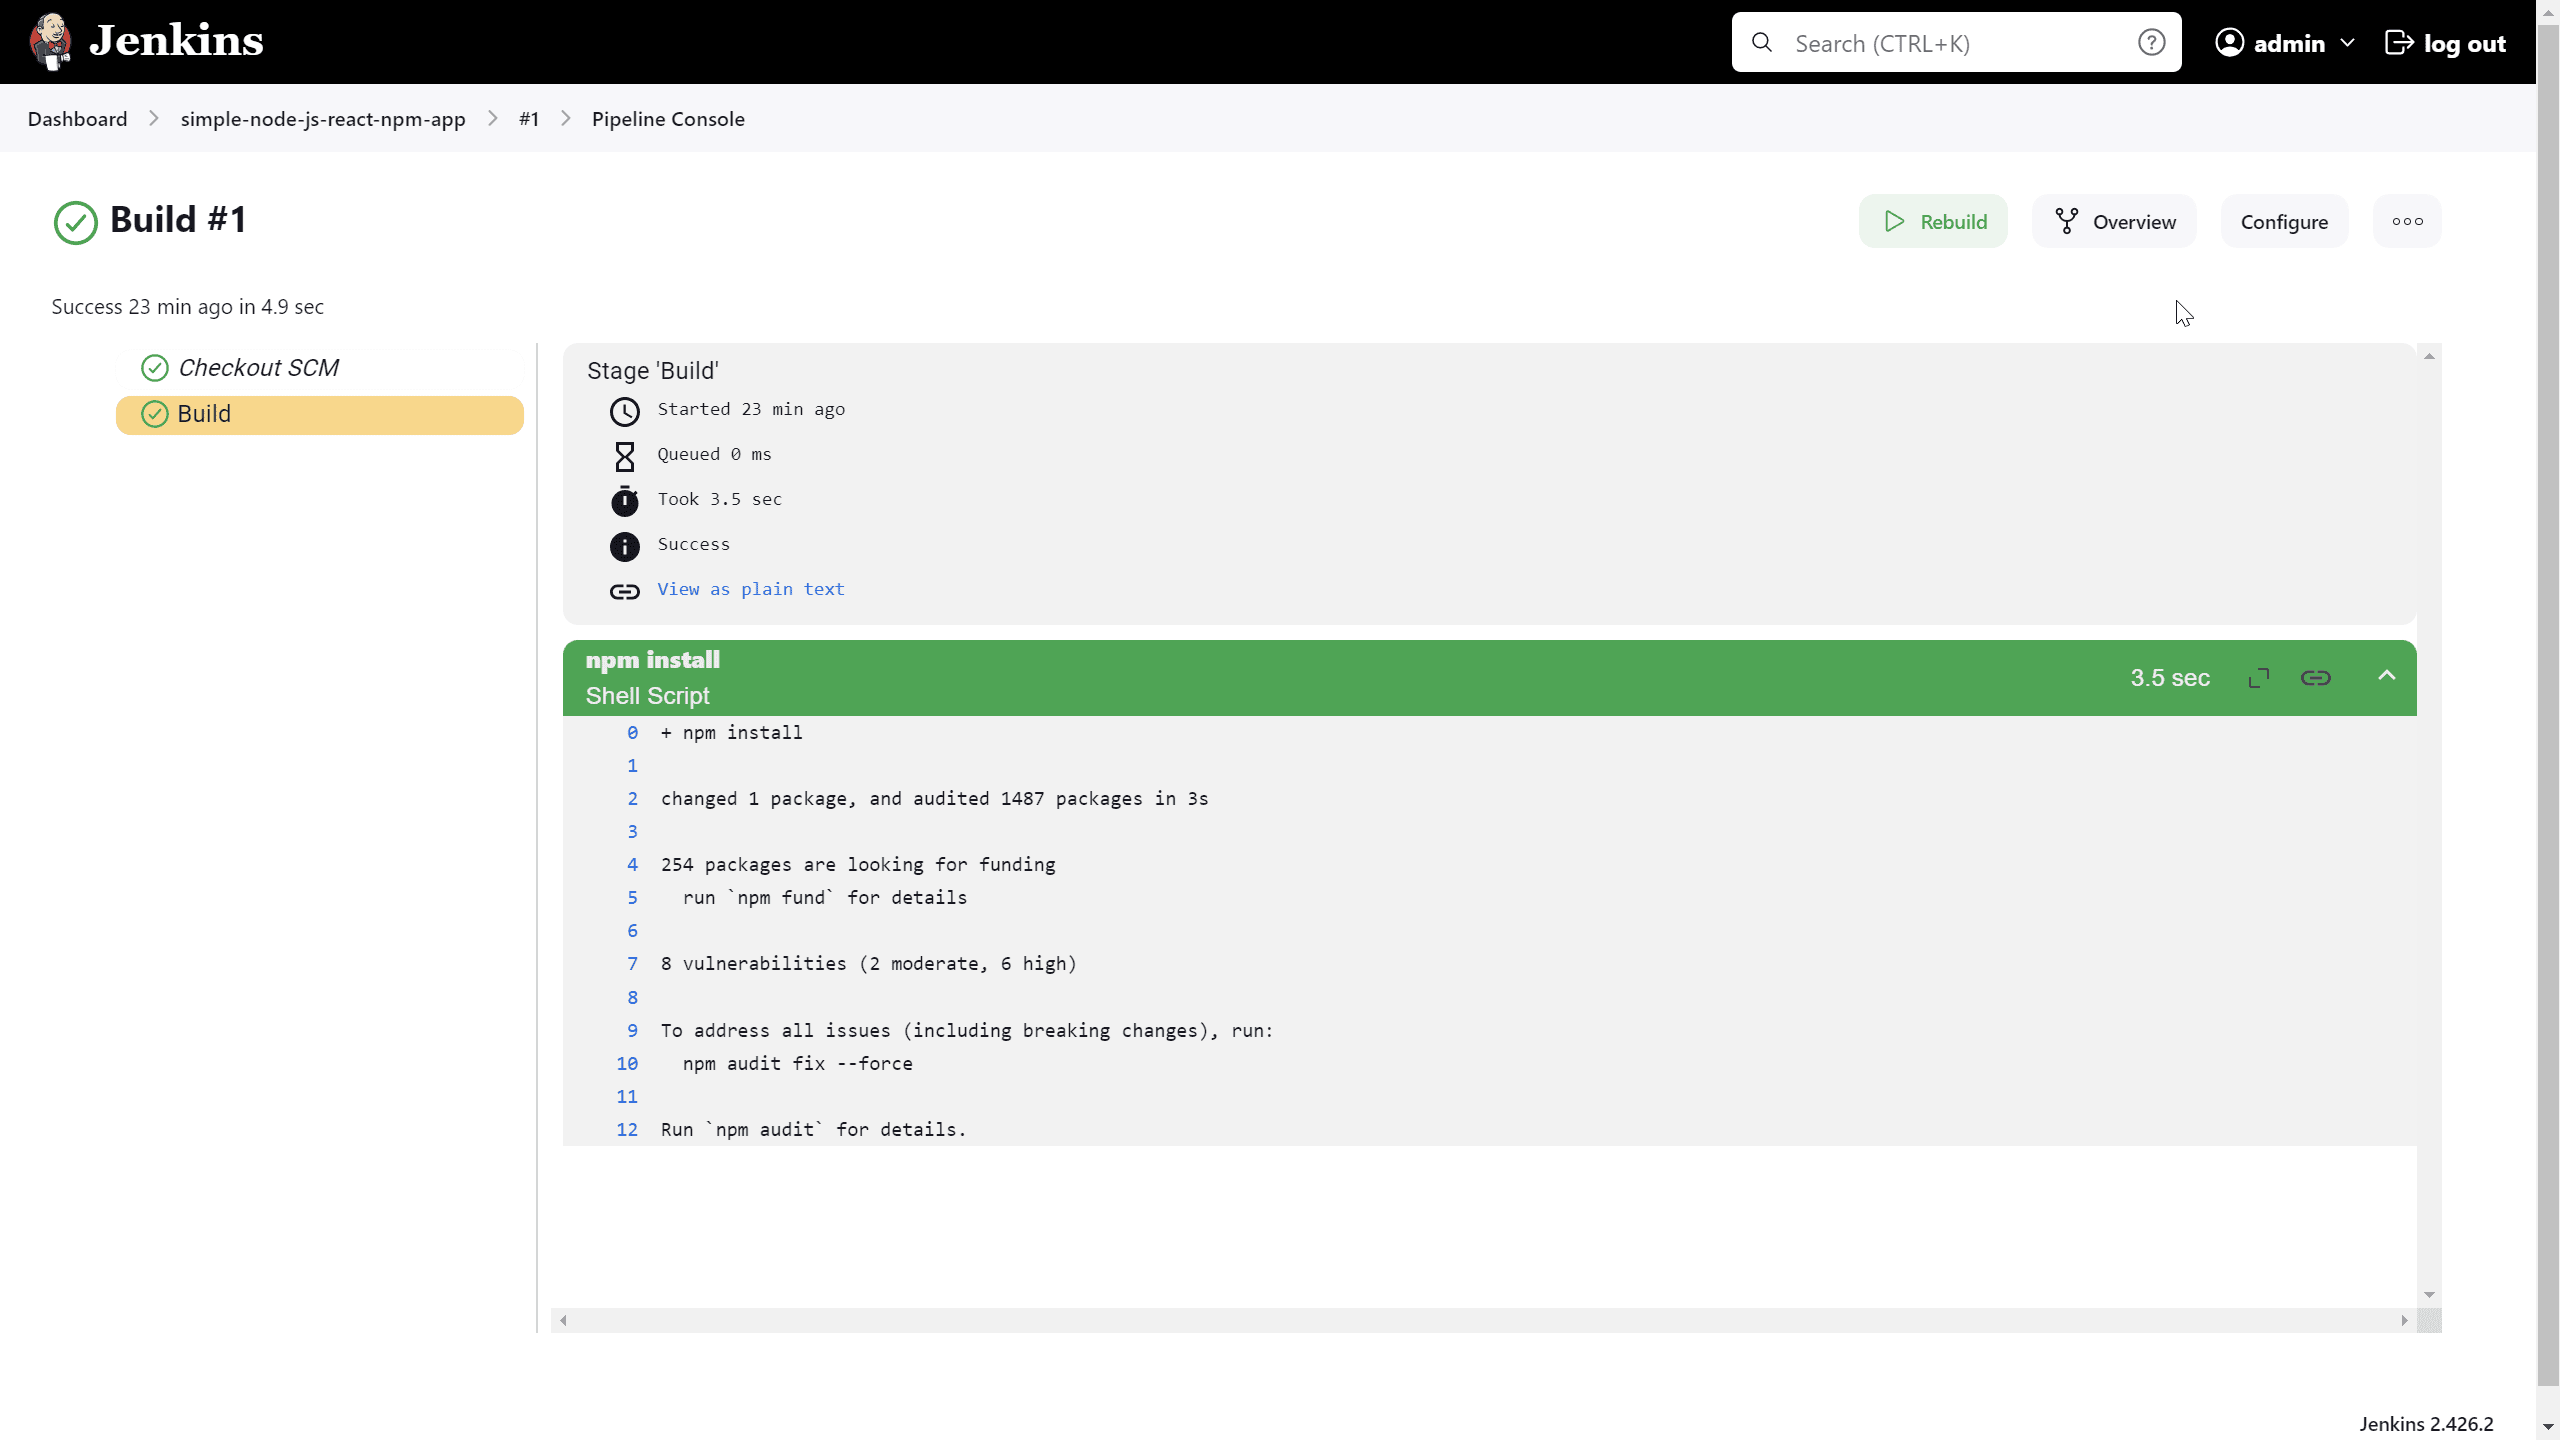 Jenkins
Search (CTRL+K)
admin
log out
Dashboard
simple-node-js-react-npm-app
#1
Pipeline Console
Build #1
Rebuild
Overview
Configure
Success 23 min ago in 4.9 sec
Checkout SCM
Build
Stage 'Build'
Started 23 min ago
Queued 0 ms
Took 3.5 sec
Success
View as plain text
npm install
Shell Script
3.5 sec
0 + npm install
1
2 changed 1 package, and audited 1487 packages in 3s
3
4 254 packages are looking for funding
5   run `npm fund` for details
6
7 8 vulnerabilities (2 moderate, 6 high)
8
9 To address all issues (including breaking changes), run:
10   npm audit fix --force
11
12 Run `npm audit` for details.
Jenkins 2.426.2